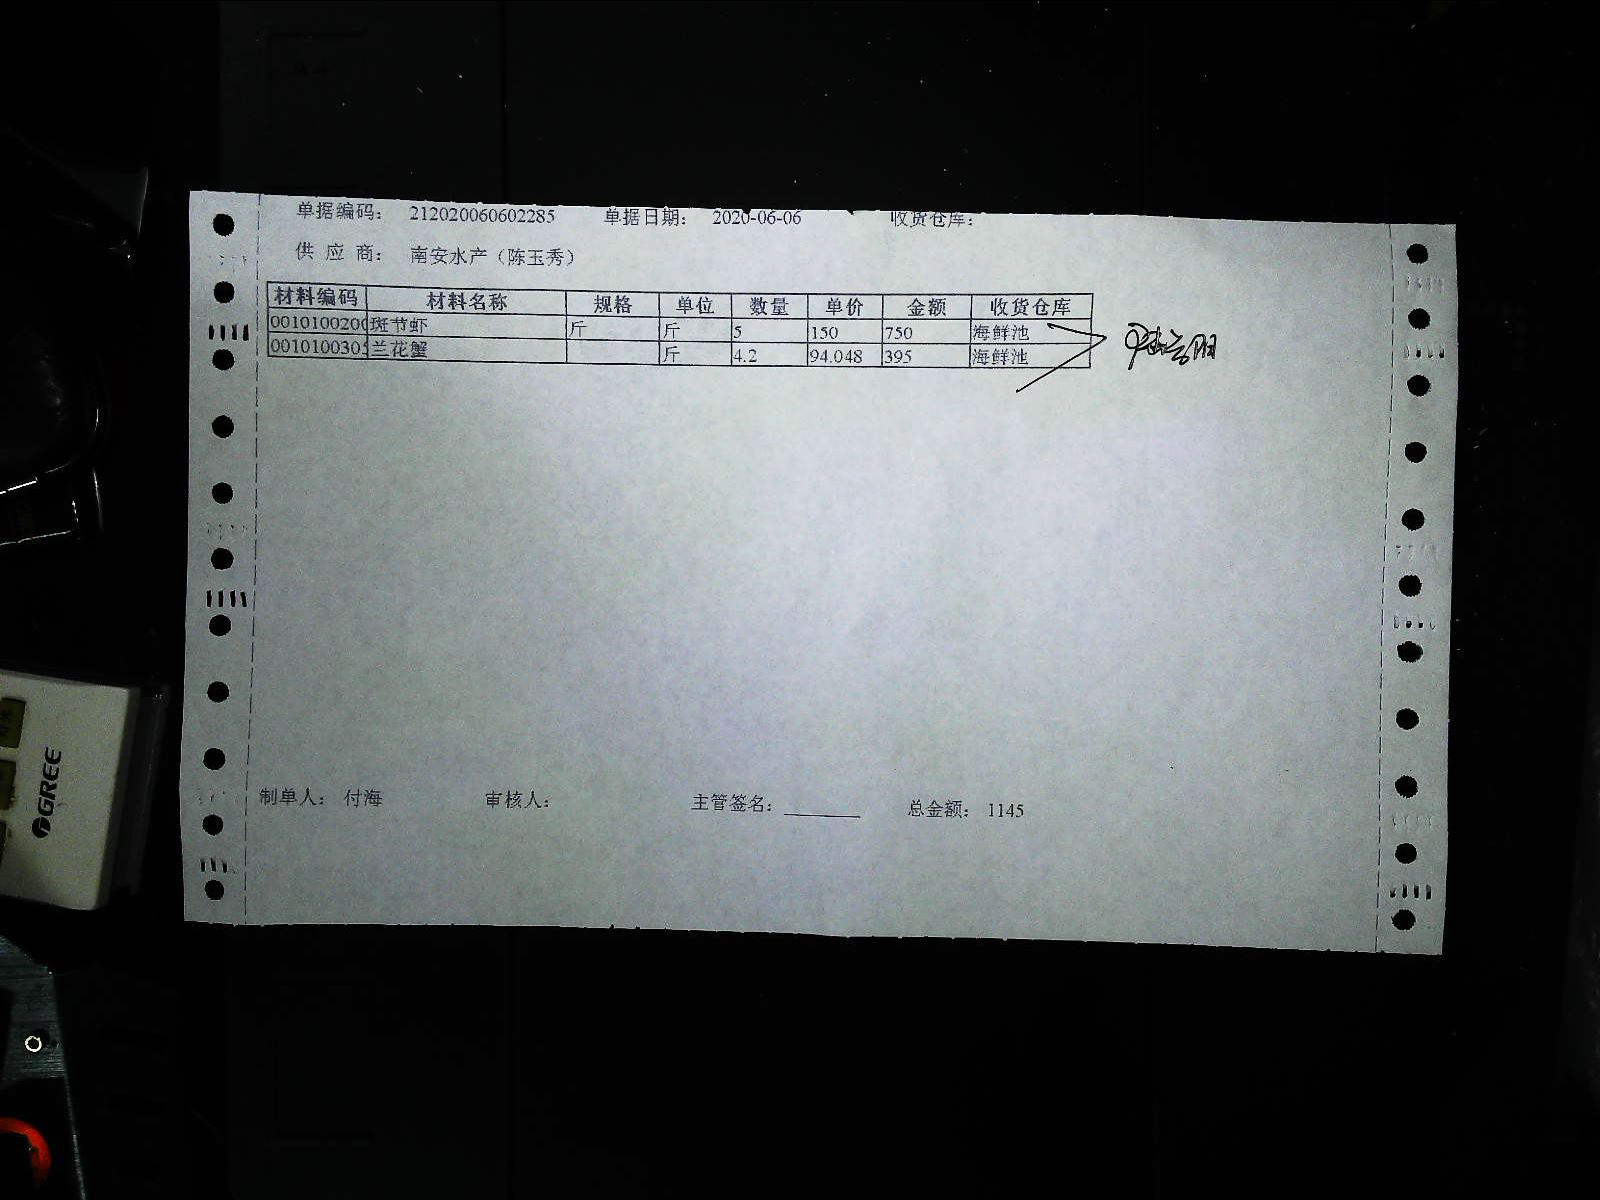 单据编码： 212020060602285 单据日期： 2020-06-06 收货仓库：
供 应 商： 南安水产（陈玉秀）
材料编码 材料名称 规格 单位 数量 单价 金额 收货仓库
0010100200 斑节虾 斤 斤 5 150 750 海鲜池
0010100305 兰花蟹 斤 4.2 94.048 395 海鲜池
制单人： 付海 审核人： 主管签名： 总金额： 1145
GREE